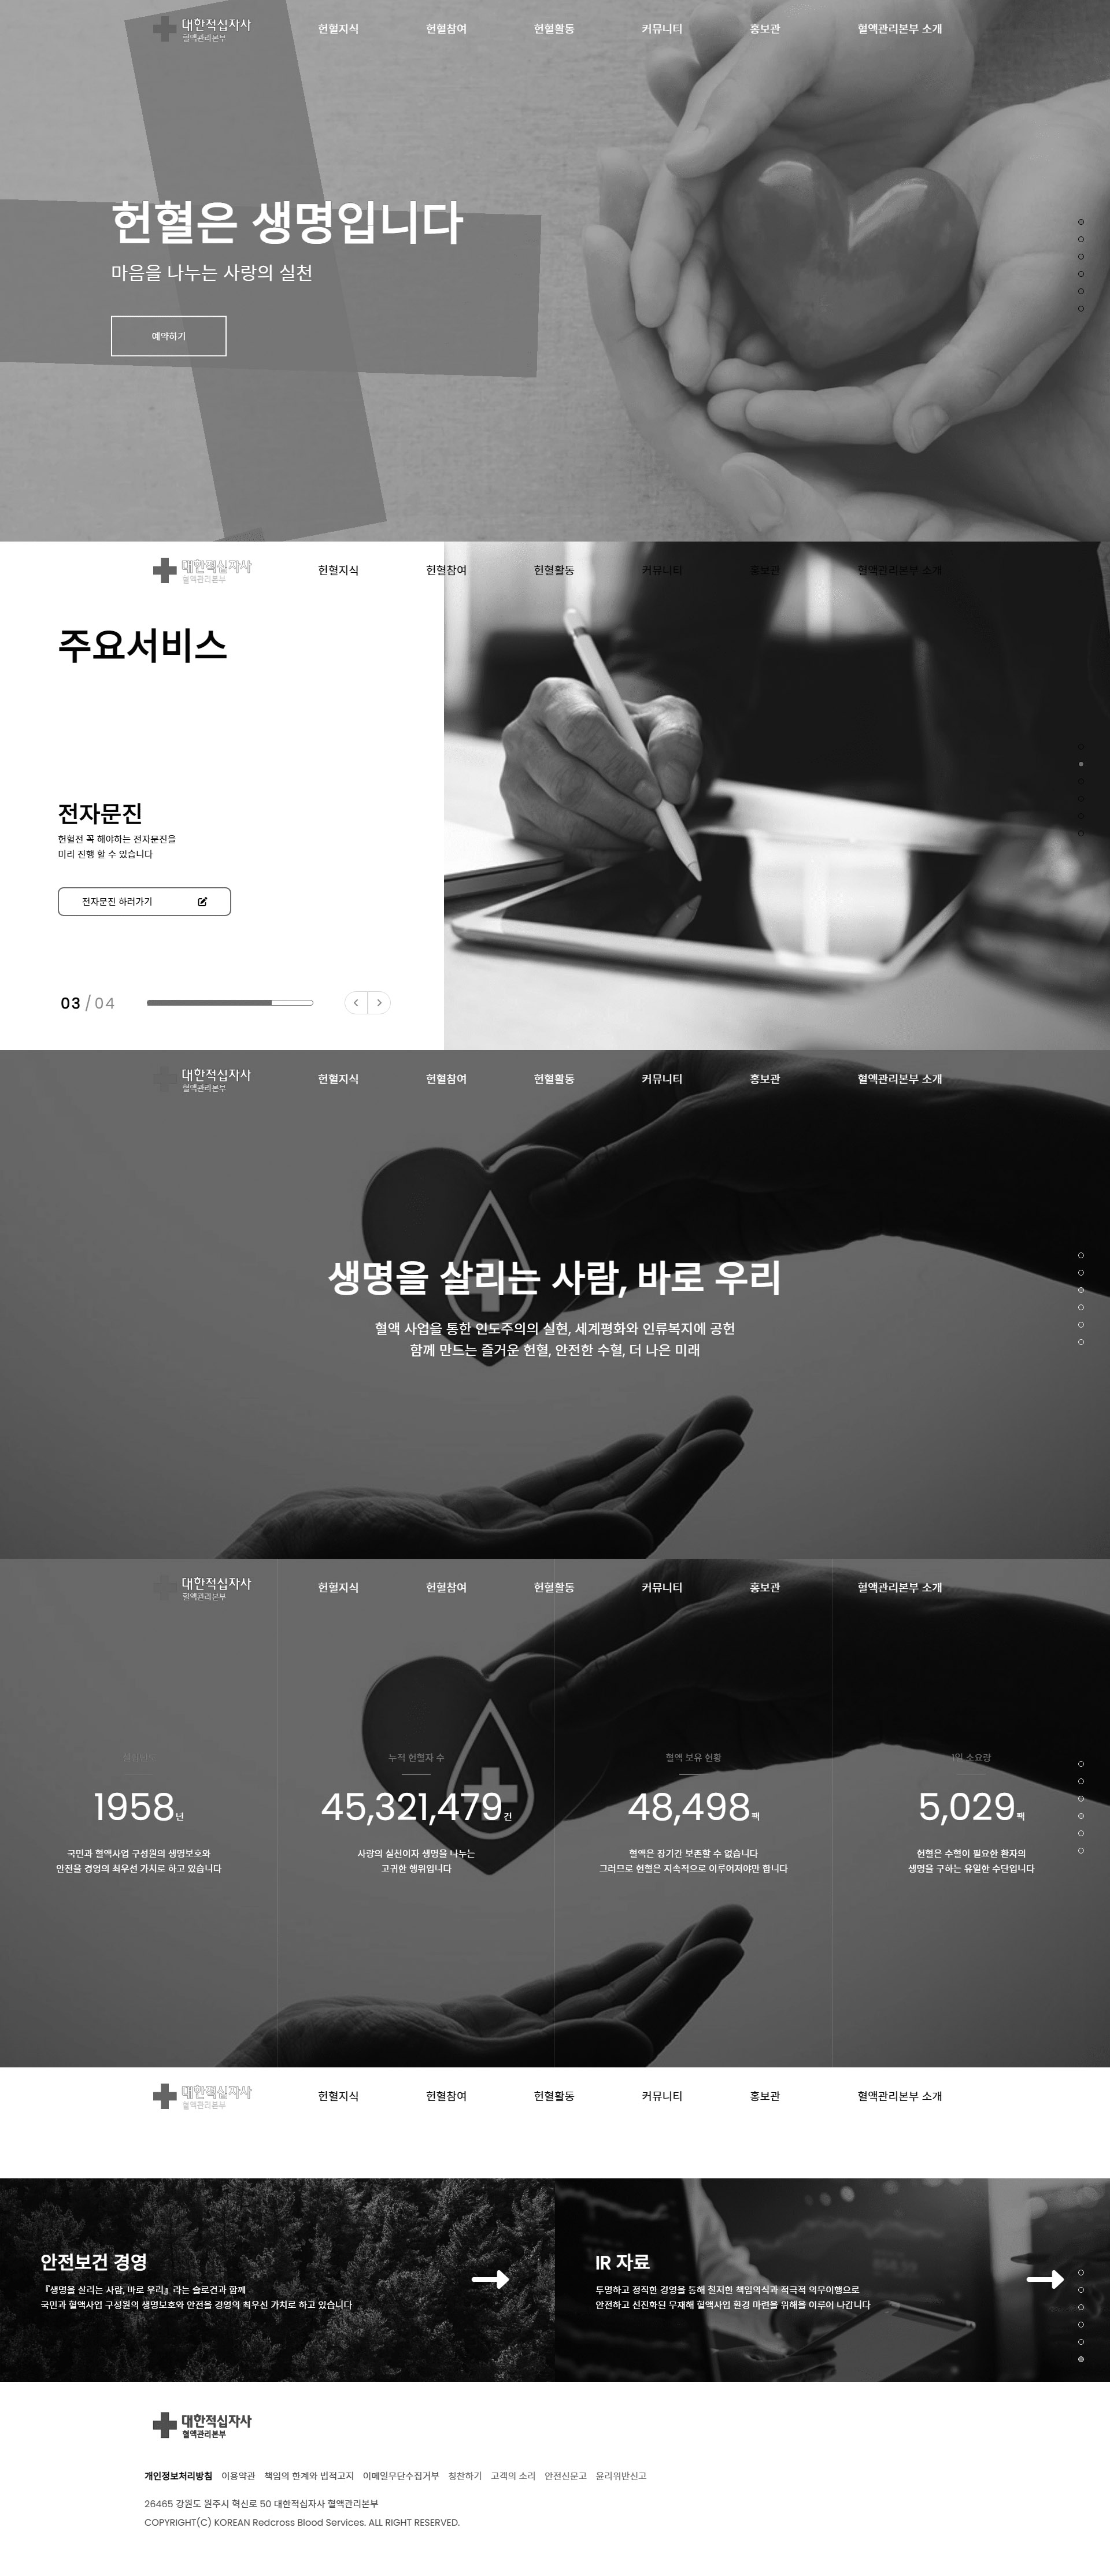 대한적십자사
혈액관리본부
헌혈지식 헌혈참여 헌혈활동 커뮤니티 홍보관 혈액관리본부 소개
헌혈은 생명입니다
마음을 나누는 사랑의 실천
예약하기
대한적십자사
혈액관리본부
헌혈지식 헌혈참여 헌혈활동 커뮤니티 홍보관 혈액관리본부 소개
주요서비스
전자문진
헌혈전 꼭 해야하는 전자문진을
미리 진행 할 수 있습니다
전자문진 하러가기
03 / 04
대한적십자사
혈액관리본부
헌혈지식 헌혈참여 헌혈활동 커뮤니티 홍보관 혈액관리본부 소개
생명을 살리는 사람, 바로 우리
혈액 사업을 통한 인도주의의 실현, 세계평화와 인류복지에 공헌
함께 만드는 즐거운 헌혈, 안전한 수혈, 더 나은 미래
대한적십자사
혈액관리본부
헌혈지식 헌혈참여 헌혈활동 커뮤니티 홍보관 혈액관리본부 소개
1958년
국민과 혈액사업 구성원의 생명보호와
안전을 경영의 최우선 가치로 하고 있습니다
누적 헌혈자 수
45,321,479건
사랑의 실천이자 생명을 나누는
고귀한 행위입니다
혈액 보유 현황
48,498팩
혈액은 장기간 보존할 수 없습니다
그러므로 헌혈은 지속적으로 이루어져야만 합니다
1일 소요량
5,029팩
헌혈은 수혈이 필요한 환자의
생명을 구하는 유일한 수단입니다
대한적십자사
혈액관리본부
헌혈지식 헌혈참여 헌혈활동 커뮤니티 홍보관 혈액관리본부 소개
안전보건 경영
『생명을 살리는 사람, 바로 우리』라는 슬로건과 함께
국민과 혈액사업 구성원의 생명보호와 안전을 경영의 최우선 가치로 하고 있습니다
IR 자료
투명하고 정직한 경영을 통해 철저한 책임의식과 적극적 의무이행으로
안전하고 선진화된 무재해 혈액사업 환경 마련을 위해을 이루어 나갑니다
대한적십자사
혈액관리본부
개인정보처리방침 이용약관 책임의 한계와 법적고지 이메일무단수집거부 칭찬하기 고객의 소리 안전신문고 윤리위반신고
26465 강원도 원주시 혁신로 50 대한적십자사 혈액관리본부
COPYRIGHT(C) KOREAN Redcross Blood Services. ALL RIGHT RESERVED.